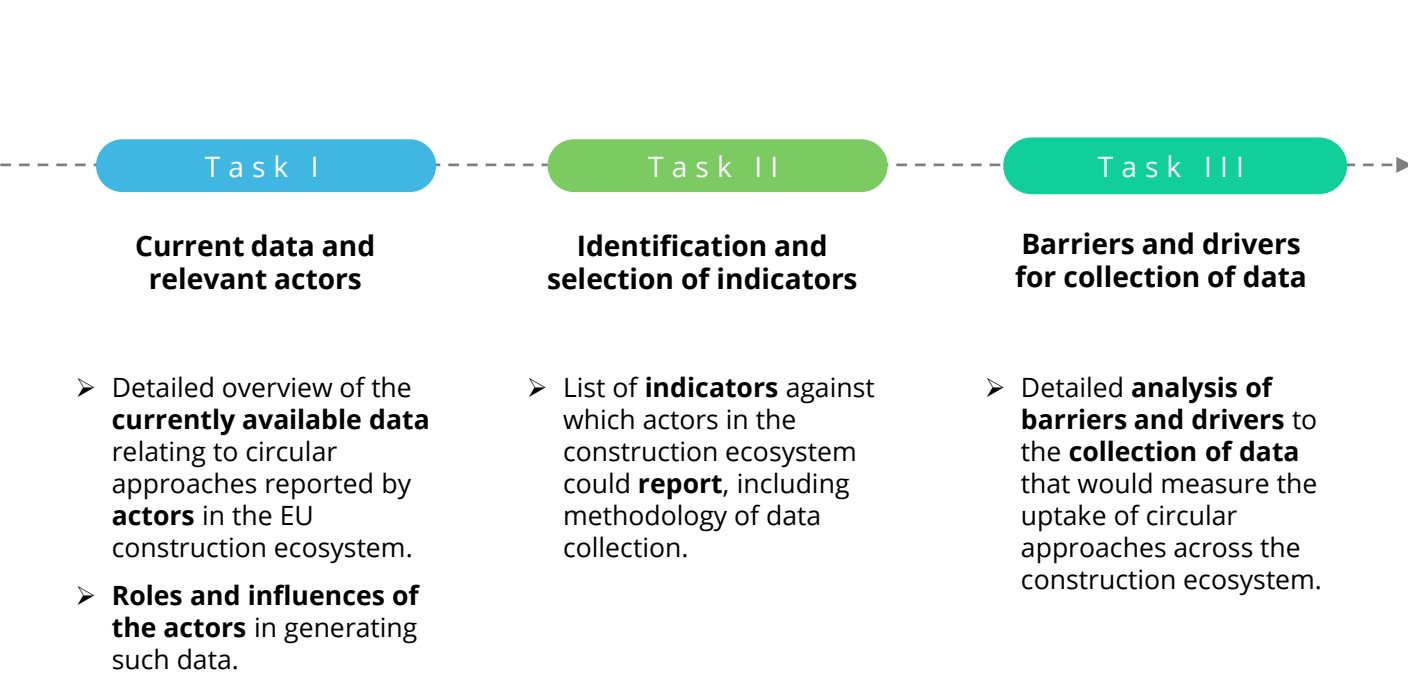 Task I
Current data and
relevant actors
➢ Detailed overview of the
currently available data
relating to circular
approaches reported by
actors in the EU
construction ecosystem.
➢ Roles and influences of
the actors in generating
such data.
Task II
Identification and
selection of indicators
➢ List of indicators against
which actors in the
construction ecosystem
could report, including
methodology of data
collection.
Task III
Barriers and drivers
for collection of data
➢ Detailed analysis of
barriers and drivers to
the collection of data
that would measure the
uptake of circular
approaches across the
construction ecosystem.